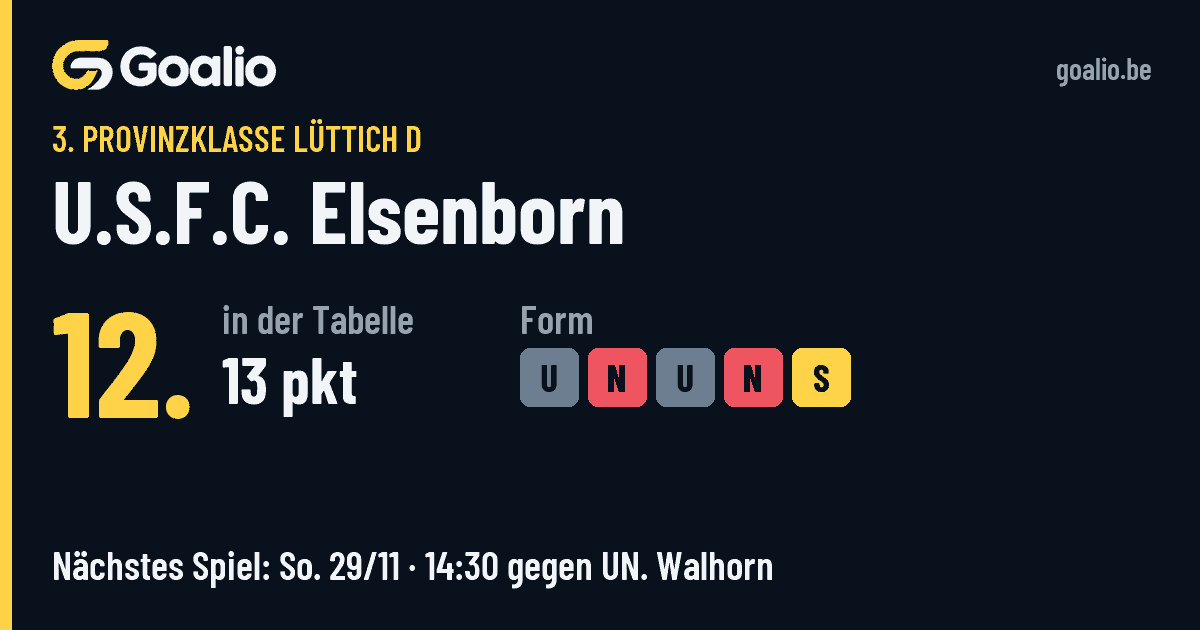 Goalio
goalio.be
3. PROVINZKLASSE LÜTTICH D
U.S.F.C. Elsenborn
12.
in der Tabelle
13 pkt
Form
U N U N S
Nächstes Spiel: So. 29/11 · 14:30 gegen UN. Walhorn